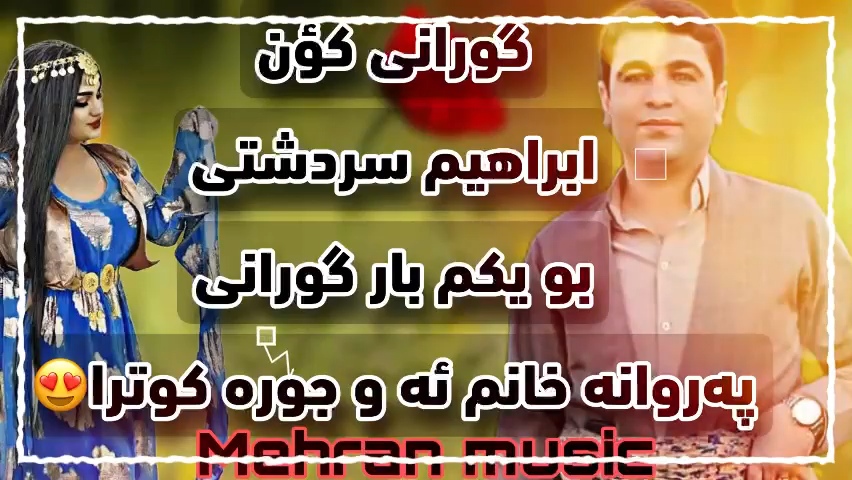 گورانی کؤن
ابراهیم سردشتی
بو یکم بار گورانی
پەروانە خانم ئە و جورە کوترا😍
Mehran music